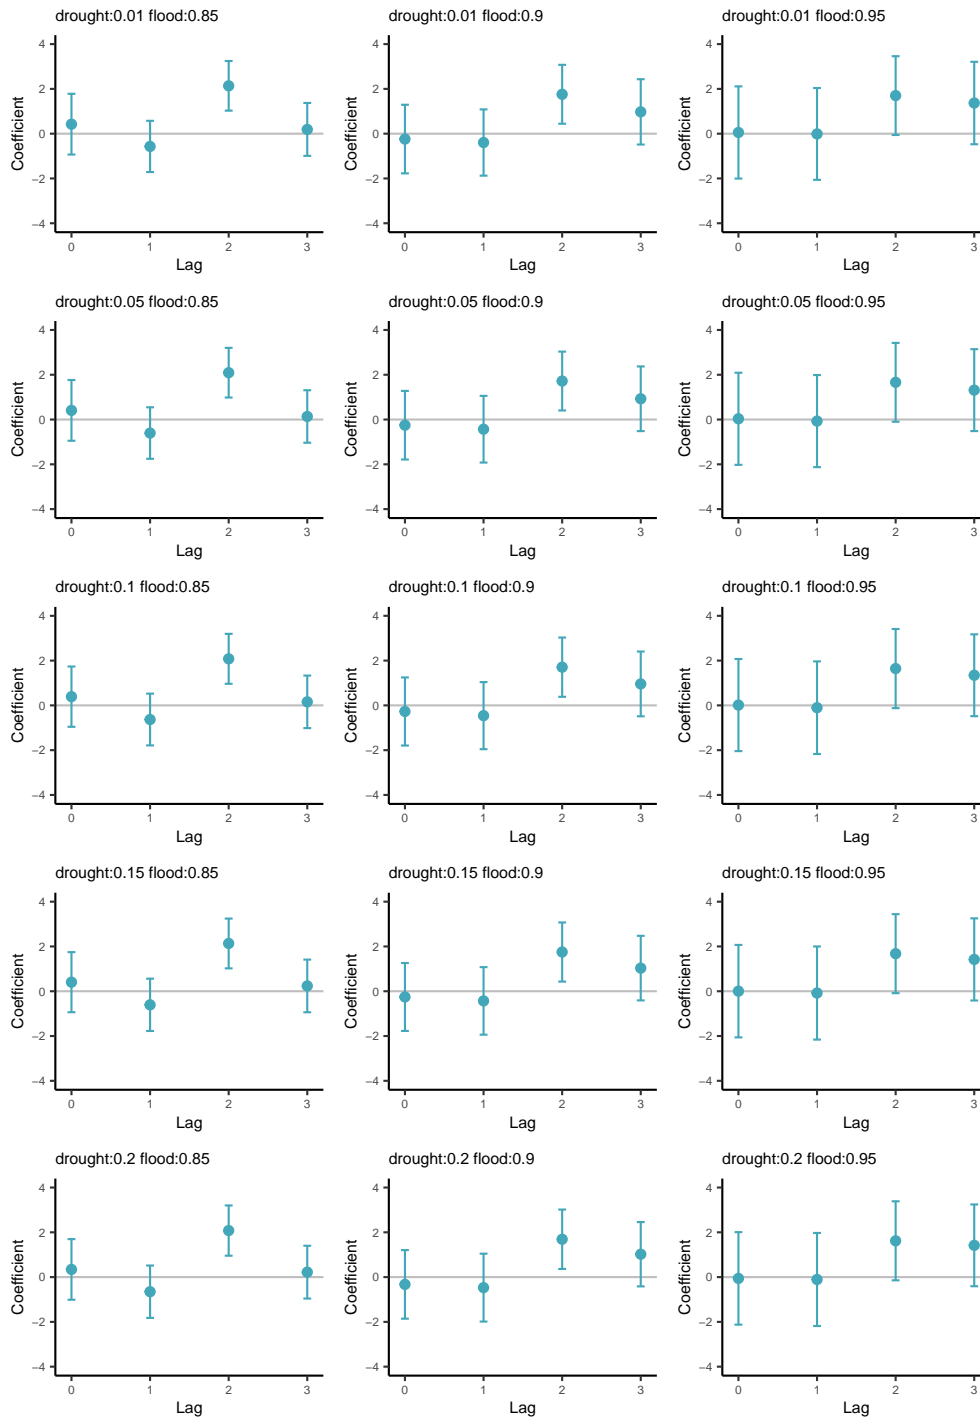 drought:0.01 flood:0.85
4
2
0
−2
−4
Coefficient
0 1 2 3
Lag
drought:0.01 flood:0.9
4
2
0
−2
−4
Coefficient
0 1 2 3
Lag
drought:0.01 flood:0.95
4
2
0
−2
−4
Coefficient
0 1 2 3
Lag
drought:0.05 flood:0.85
4
2
0
−2
−4
Coefficient
0 1 2 3
Lag
drought:0.05 flood:0.9
4
2
0
−2
−4
Coefficient
0 1 2 3
Lag
drought:0.05 flood:0.95
4
2
0
−2
−4
Coefficient
0 1 2 3
Lag
drought:0.1 flood:0.85
4
2
0
−2
−4
Coefficient
0 1 2 3
Lag
drought:0.1 flood:0.9
4
2
0
−2
−4
Coefficient
0 1 2 3
Lag
drought:0.1 flood:0.95
4
2
0
−2
−4
Coefficient
0 1 2 3
Lag
drought:0.15 flood:0.85
4
2
0
−2
−4
Coefficient
0 1 2 3
Lag
drought:0.15 flood:0.9
4
2
0
−2
−4
Coefficient
0 1 2 3
Lag
drought:0.15 flood:0.95
4
2
0
−2
−4
Coefficient
0 1 2 3
Lag
drought:0.2 flood:0.85
4
2
0
−2
−4
Coefficient
0 1 2 3
Lag
drought:0.2 flood:0.9
4
2
0
−2
−4
Coefficient
0 1 2 3
Lag
drought:0.2 flood:0.95
4
2
0
−2
−4
Coefficient
0 1 2 3
Lag